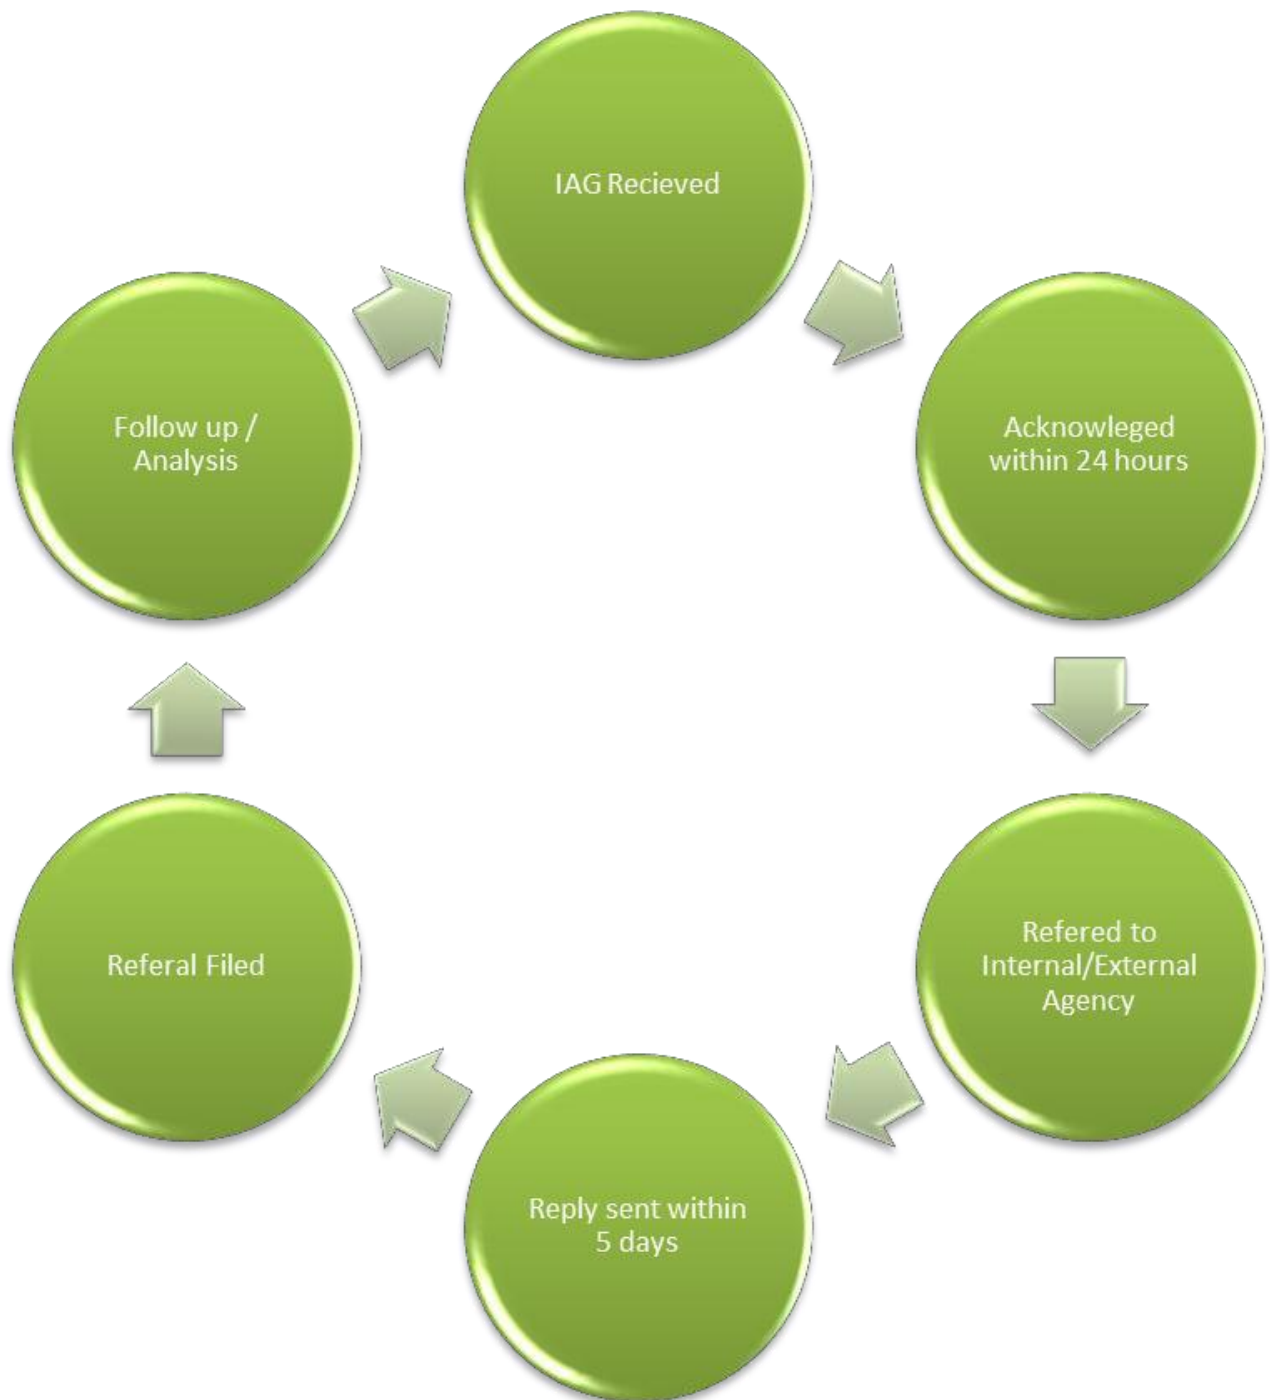 IAG Recieved
Acknowleged
within 24 hours
Refered to
Internal/External
Agency
Reply sent within
5 days
Referal Filed
Follow up /
Analysis